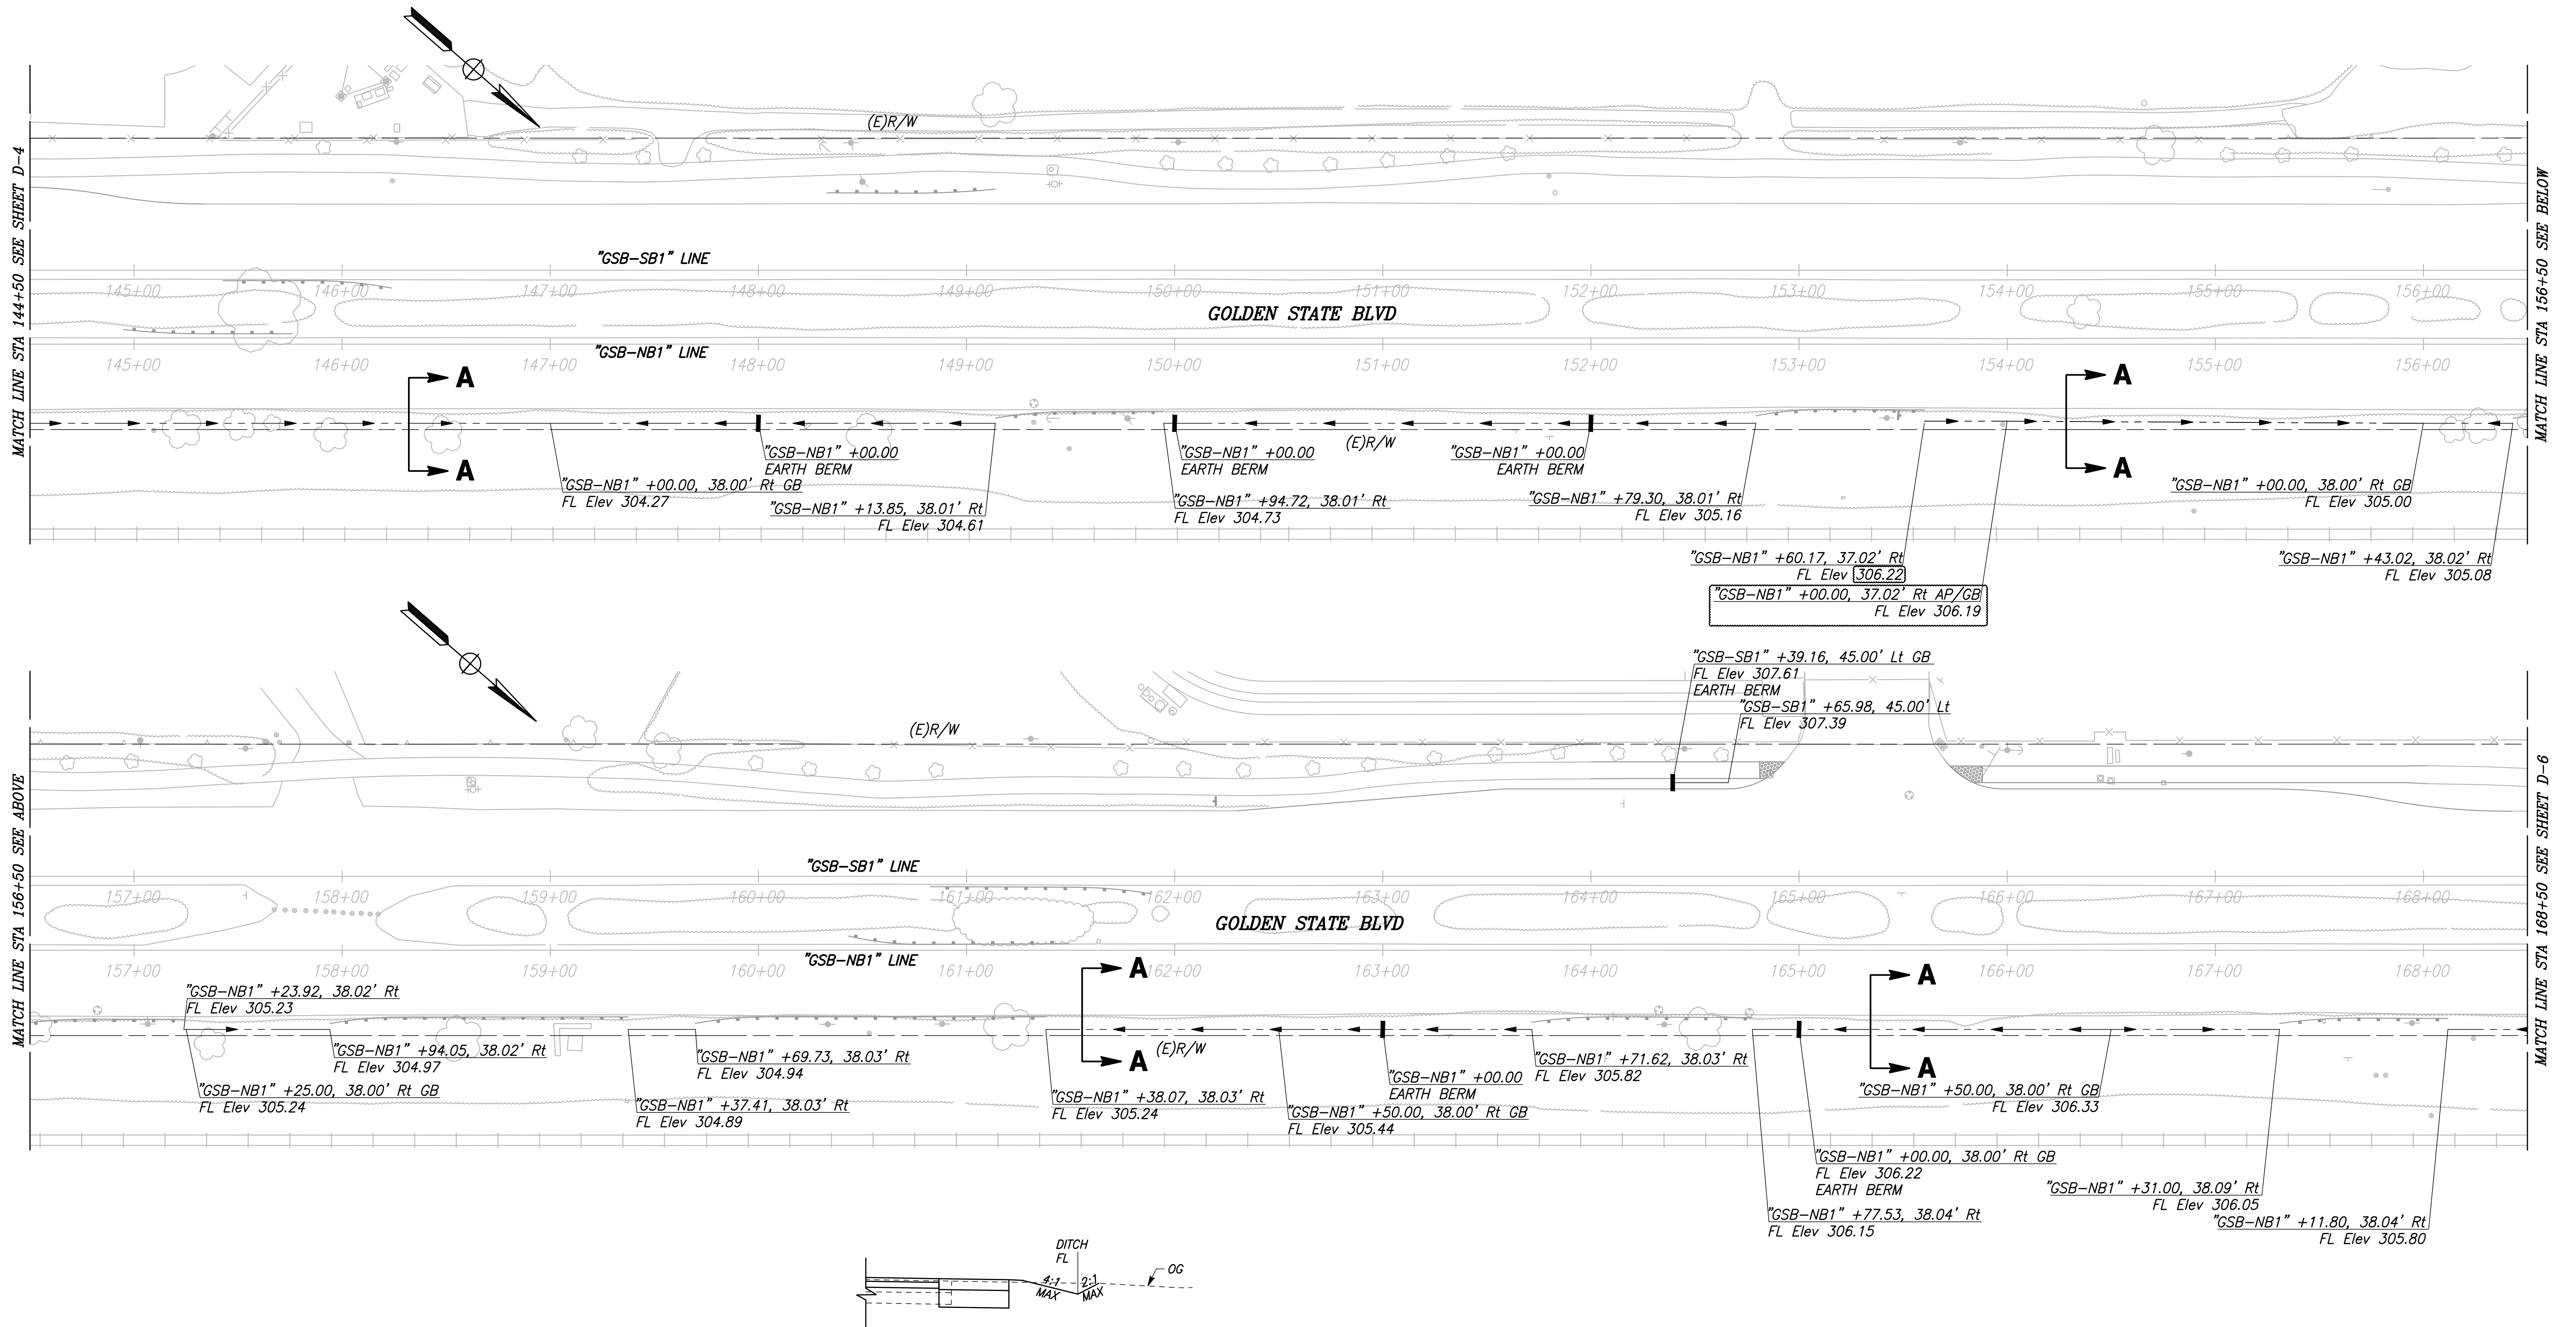 (E)R/W
MATCH LINE STA 144+50 SEE SHEET D-4
MATCH LINE STA 156+50 SEE BELOW
"GSB-SB1" LINE
145+00 146+00 147+00 148+00 149+00 150+00 151+00 152+00 153+00 154+00 155+00 156+00
GOLDEN STATE BLVD
"GSB-NB1" LINE
145+00 146+00 147+00 148+00 149+00 150+00 151+00 152+00 153+00 154+00 155+00 156+00
A
A
A
A
(E)R/W
"GSB-NB1" +00.00
EARTH BERM
"GSB-NB1" +00.00
EARTH BERM
"GSB-NB1" +00.00
EARTH BERM
"GSB-NB1" +00.00, 38.00' Rt GB
FL Elev 304.27
"GSB-NB1" +13.85, 38.01' Rt
FL Elev 304.61
"GSB-NB1" +94.72, 38.01' Rt
FL Elev 304.73
"GSB-NB1" +79.30, 38.01' Rt
FL Elev 305.16
"GSB-NB1" +00.00, 38.00' Rt GB
FL Elev 305.00
"GSB-NB1" +60.17, 37.02' Rt
FL Elev 306.22
"GSB-NB1" +00.00, 37.02' Rt AP/GB
FL Elev 306.19
"GSB-NB1" +43.02, 38.02' Rt
FL Elev 305.08
"GSB-SB1" +39.16, 45.00' Lt GB
FL Elev 307.61
EARTH BERM
"GSB-SB1" +65.98, 45.00' Lt
FL Elev 307.39
(E)R/W
MATCH LINE STA 156+50 SEE ABOVE
MATCH LINE STA 168+50 SEE SHEET D-6
"GSB-SB1" LINE
157+00 158+00 159+00 160+00 161+00 162+00 163+00 164+00 165+00 166+00 167+00 168+00
GOLDEN STATE BLVD
"GSB-NB1" LINE
157+00 158+00 159+00 160+00 161+00 162+00 163+00 164+00 165+00 166+00 167+00 168+00
A
A
A
A
"GSB-NB1" +23.92, 38.02' Rt
FL Elev 305.23
"GSB-NB1" +94.05, 38.02' Rt
FL Elev 304.97
"GSB-NB1" +25.00, 38.00' Rt GB
FL Elev 305.24
"GSB-NB1" +69.73, 38.03' Rt
FL Elev 304.94
"GSB-NB1" +37.41, 38.03' Rt
FL Elev 304.89
(E)R/W
"GSB-NB1" +38.07, 38.03' Rt
FL Elev 305.24
"GSB-NB1" +00.00
EARTH BERM
"GSB-NB1" +50.00, 38.00' Rt GB
FL Elev 305.44
"GSB-NB1" +71.62, 38.03' Rt
FL Elev 305.82
"GSB-NB1" +50.00, 38.00' Rt GB
FL Elev 306.33
"GSB-NB1" +00.00, 38.00' Rt GB
FL Elev 306.22
EARTH BERM
"GSB-NB1" +77.53, 38.04' Rt
FL Elev 306.15
"GSB-NB1" +31.00, 38.09' Rt
FL Elev 306.05
"GSB-NB1" +11.80, 38.04' Rt
FL Elev 305.80
DITCH
FL
OG
4:1
MAX
2:1
MAX